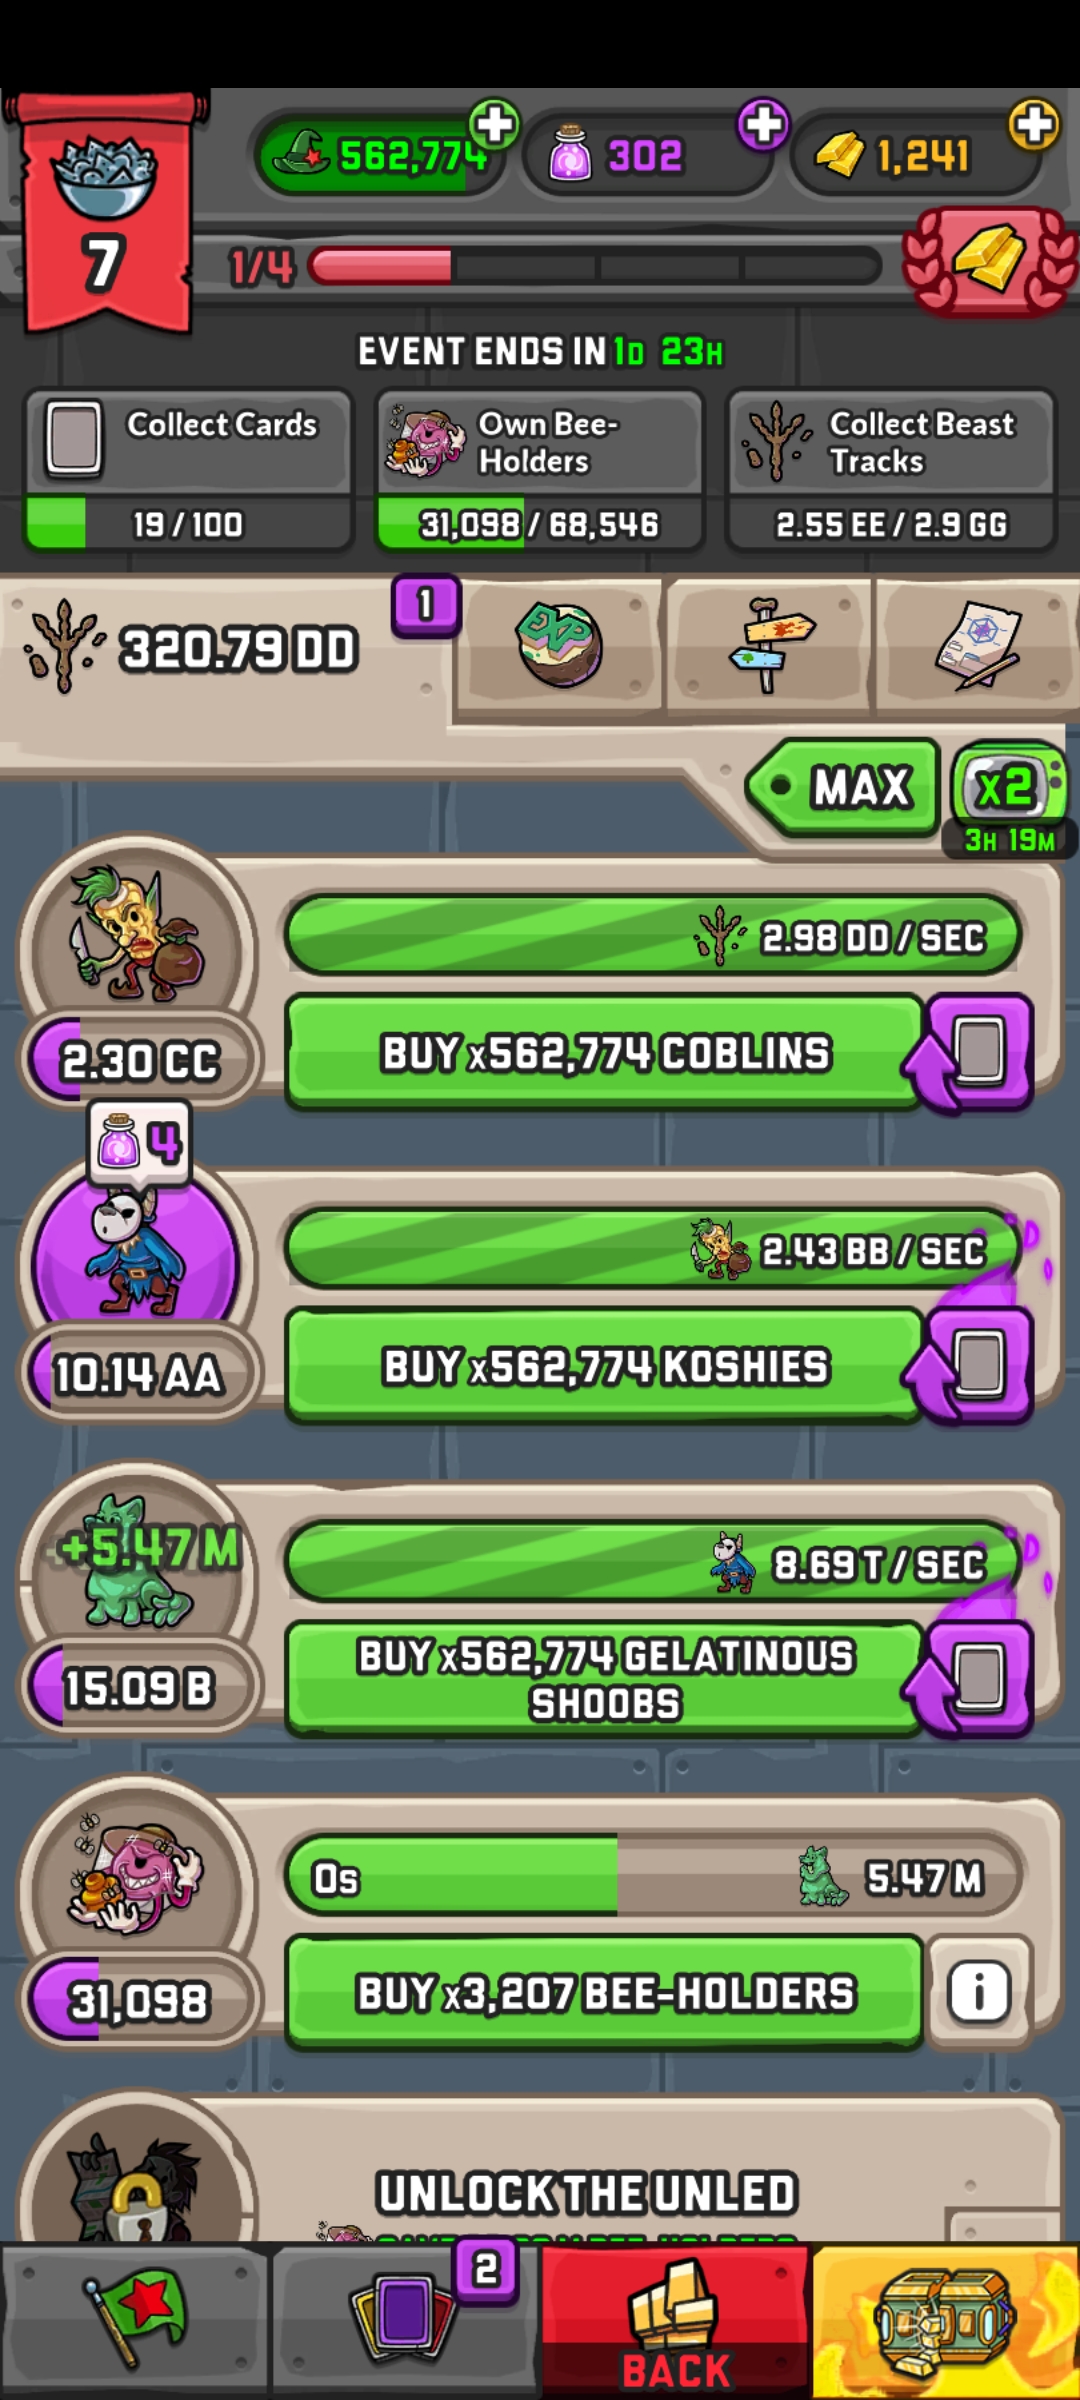 562,774
302
1,241
7
1/4
EVENT ENDS IN 1D 23H
Collect Cards
19 / 100
Own Bee-
Holders
31,098 / 68,546
Collect Beast
Tracks
2.55 EE / 2.9 GG
320.79 DD
1
EXP
MAX
x2
3H 19M
2.98 DD / SEC
2.30 CC
BUY x562,774 COBLINS
4
2.43 BB / SEC
10.14 AA
BUY x562,774 KOSHIES
+5.47 M
8.69 T / SEC
15.09 B
BUY x562,774 GELATINOUS
SHOOBS
0s
5.47 M
31,098
BUY x3,207 BEE-HOLDERS
i
UNLOCK THE UNLED
2
BACK